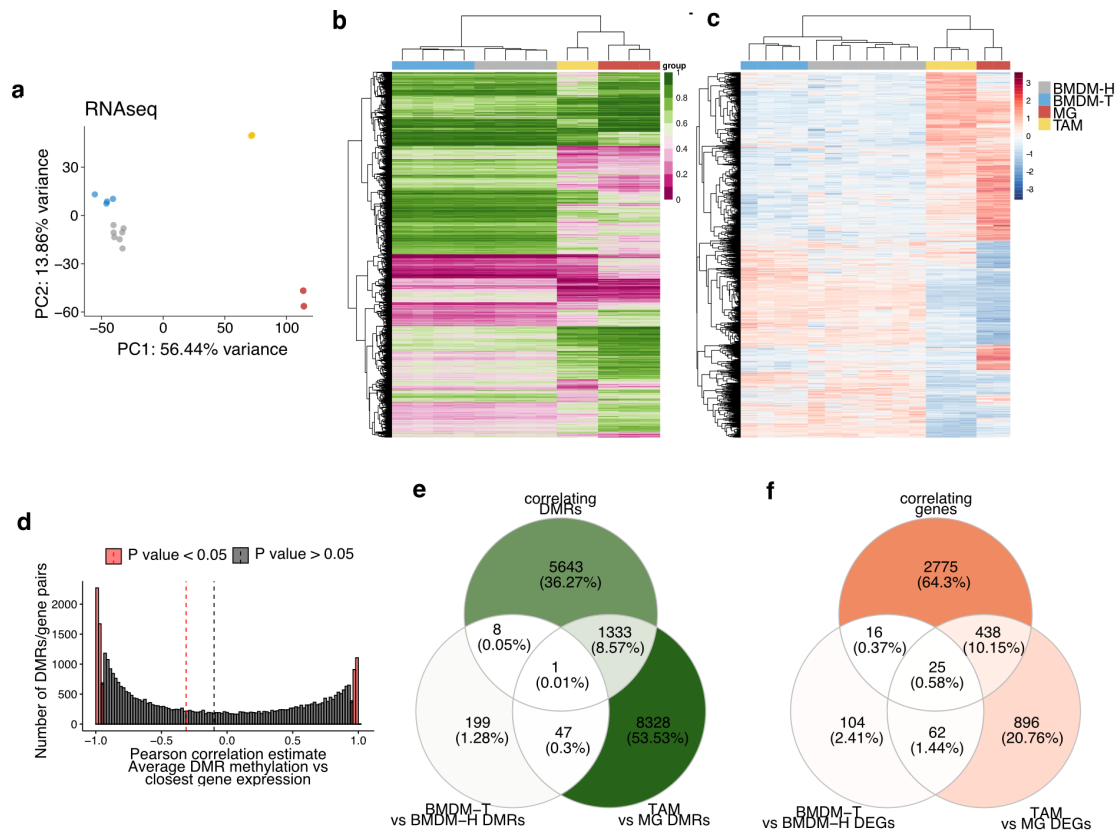 a
RNAseq
PC2: 13.86% variance
30
0
−30
−60
−50
0
50
100
PC1: 56.44% variance
b
group
1
0.8
0.6
0.4
0.2
0
c
3
2
1
0
−1
−2
−3
BMDM-H
BMDM-T
MG
TAM
d
P value < 0.05
P value > 0.05
Number of DMRs/gene pairs
2000
1500
1000
500
0
−1.0
−0.5
0.0
0.5
1.0
Pearson correlation estimate
Average DMR methylation vs
closest gene expression
e
correlating
DMRs
5643
(36.27%)
8
(0.05%)
1333
(8.57%)
1
(0.01%)
199
(1.28%)
47
(0.3%)
8328
(53.53%)
BMDM−T
vs BMDM−H DMRs
TAM
vs MG DMRs
f
correlating
genes
2775
(64.3%)
16
(0.37%)
438
(10.15%)
25
(0.58%)
104
(2.41%)
62
(1.44%)
896
(20.76%)
BMDM−T
vs BMDM−H DEGs
TAM
vs MG DEGs